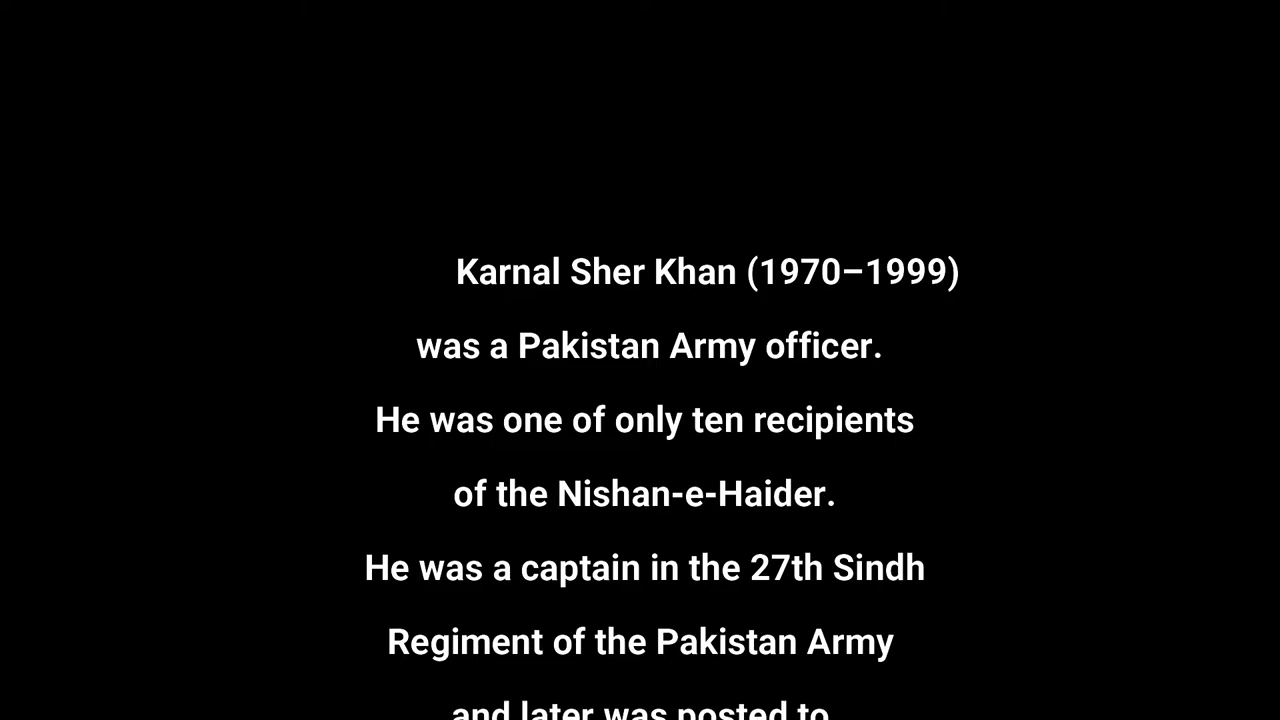 Karnal Sher Khan (1970–1999)
was a Pakistan Army officer.
He was one of only ten recipients
of the Nishan-e-Haider.
He was a captain in the 27th Sindh
Regiment of the Pakistan Army
and later was posted to